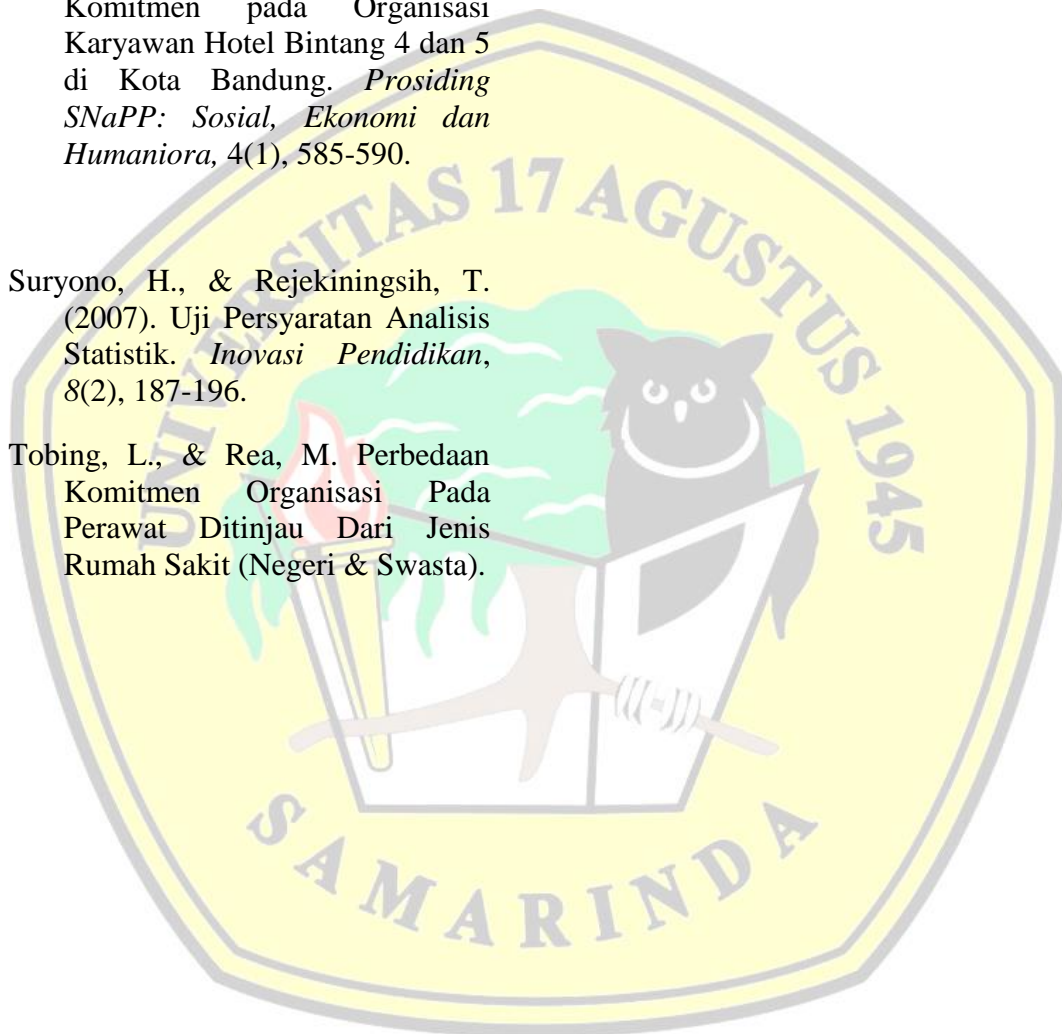 Komitmen pada Organisasi
Karyawan Hotel Bintang 4 dan 5
di Kota Bandung. Prosiding
SNaPP: Sosial, Ekonomi dan
Humaniora, 4(1), 585-590.
Suryono, H., & Rejekiningsih, T.
(2007). Uji Persyaratan Analisis
Statistik. Inovasi Pendidikan,
8(2), 187-196.
Tobing, L., & Rea, M. Perbedaan
Komitmen Organisasi Pada
Perawat Ditinjau Dari Jenis
Rumah Sakit (Negeri & Swasta).
UNIVERSITAS 17 AGUSTUS 1945
SAMARINDA